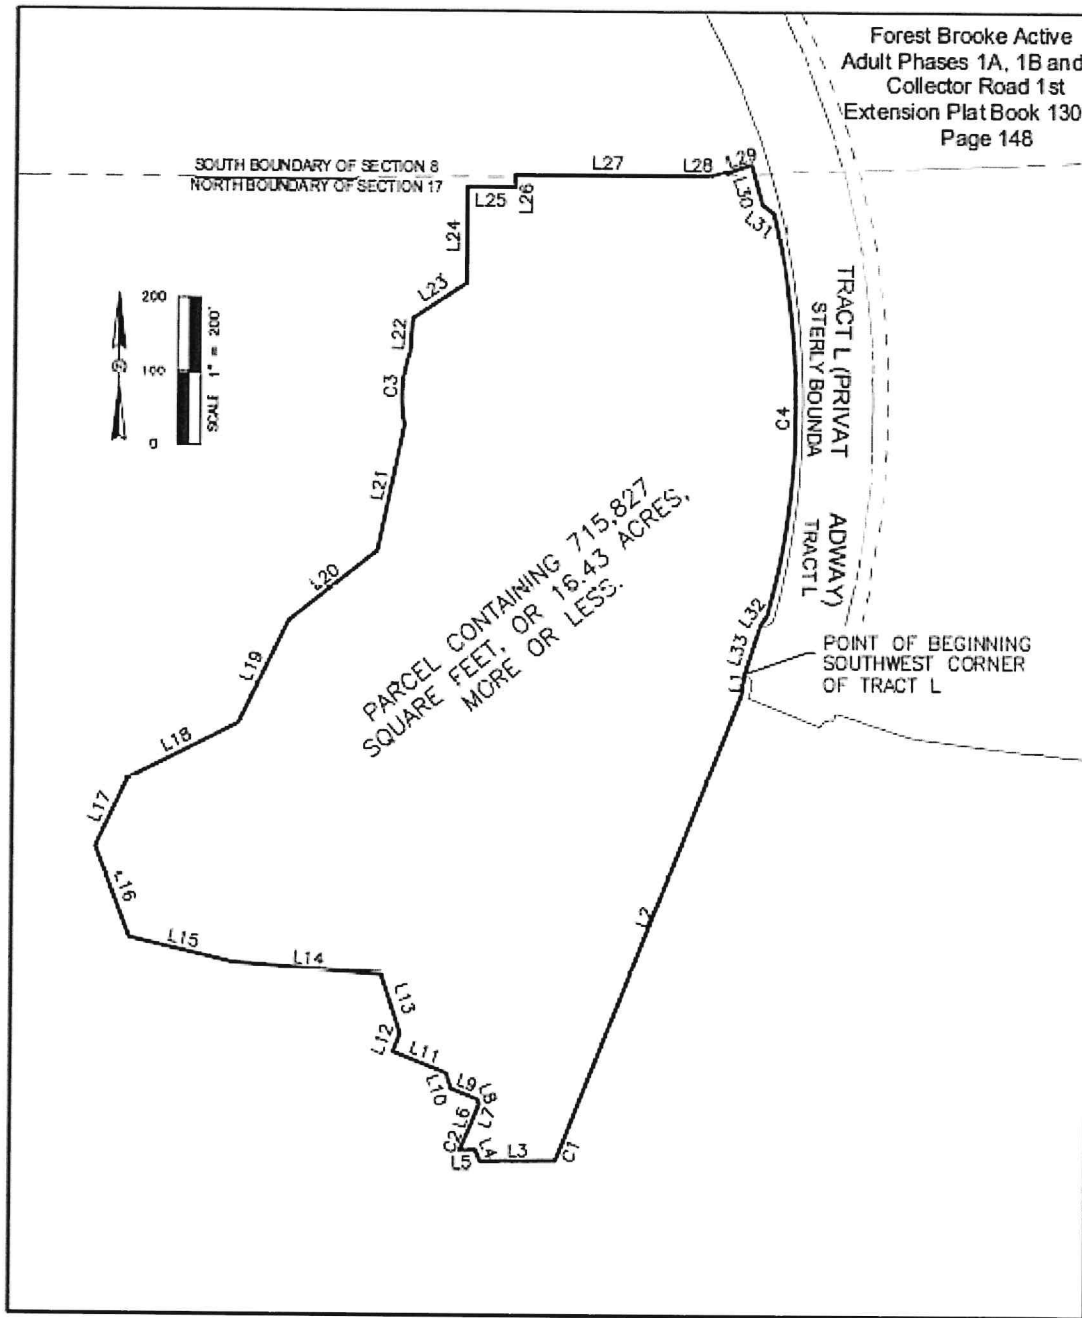 Forest Brooke Active
Adult Phases 1A, 1B and
Collector Road 1st
Extension Plat Book 130
Page 148
SOUTH BOUNDARY OF SECTION 8
NORTH BOUNDARY OF SECTION 17
L27
L28
L29
L25
L26
L30
L31
L24
L23
L22
C3
L21
200
100
0
SCALE 1" = 200'
TRACT L (PRIVAT
STERLY BOUNDA
C4
ADWAY)
TRACT L
PARCEL CONTAINING 715,827
SQUARE FEET, OR 16.43 ACRES,
MORE OR LESS.
L20
L19
L18
L17
L16
L15
L14
L13
L12
L11
L10
L9
L8
L7
L6
C2
L5
L4
L3
C1
L2
L1
L33
L32
POINT OF BEGINNING
SOUTHWEST CORNER
OF TRACT L